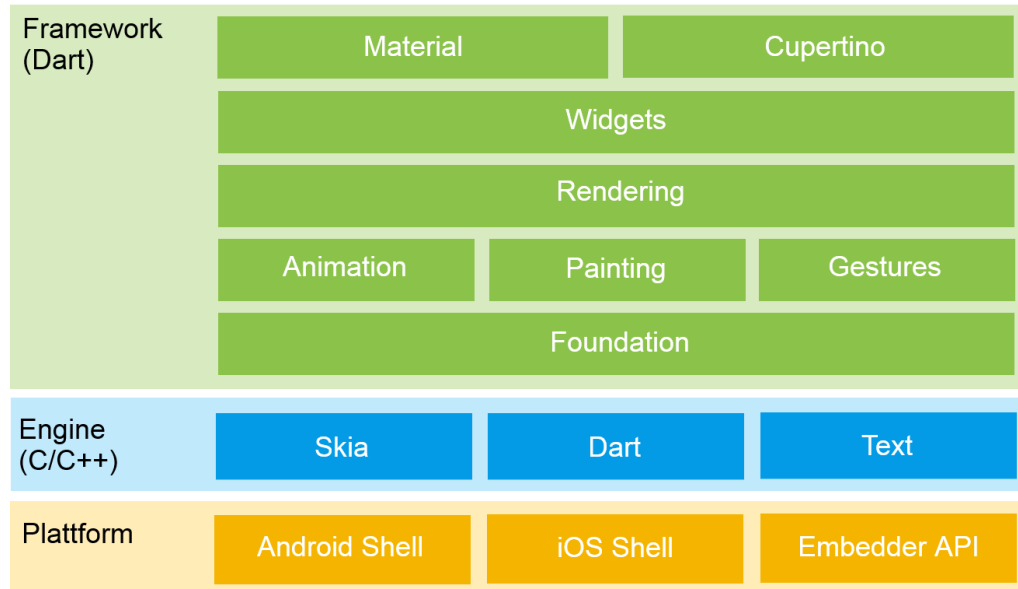 Framework
(Dart)
Material
Cupertino
Widgets
Rendering
Animation
Painting
Gestures
Foundation
Engine
(C/C++)
Skia
Dart
Text
Plattform
Android Shell
iOS Shell
Embedder API